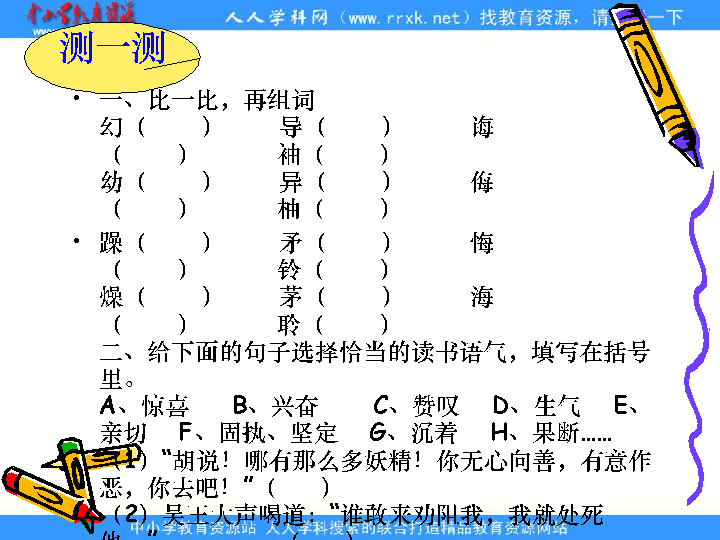 中小学教育资源
人人学科网（www.rrxk.net）找教育资源，请
一下
www.
测一测
• 一、比一比，再组词
幻（ ） 导（ ） 诲
（ ） 袖（ ）
幼（ ） 异（ ） 侮
（ ） 柚（ ）
• 躁（ ） 矛（ ） 悔
（ ） 铃（ ）
燥（ ） 茅（ ） 海
（ ） 聆（ ）
二、给下面的句子选择恰当的读书语气，填写在括号
里。
A、惊喜 B、兴奋 C、赞叹 D、生气 E、
亲切 F、固执、坚定 G、沉着 H、果断……
（1）“胡说！哪有那么多妖精！你无心向善，有意作
恶，你去吧！”（ ）
（2）吴王大声喝道：“谁敢来劝阻我，我就处死
中小学教育资源站 人人学科搜索的联合打造精品教育资源网站